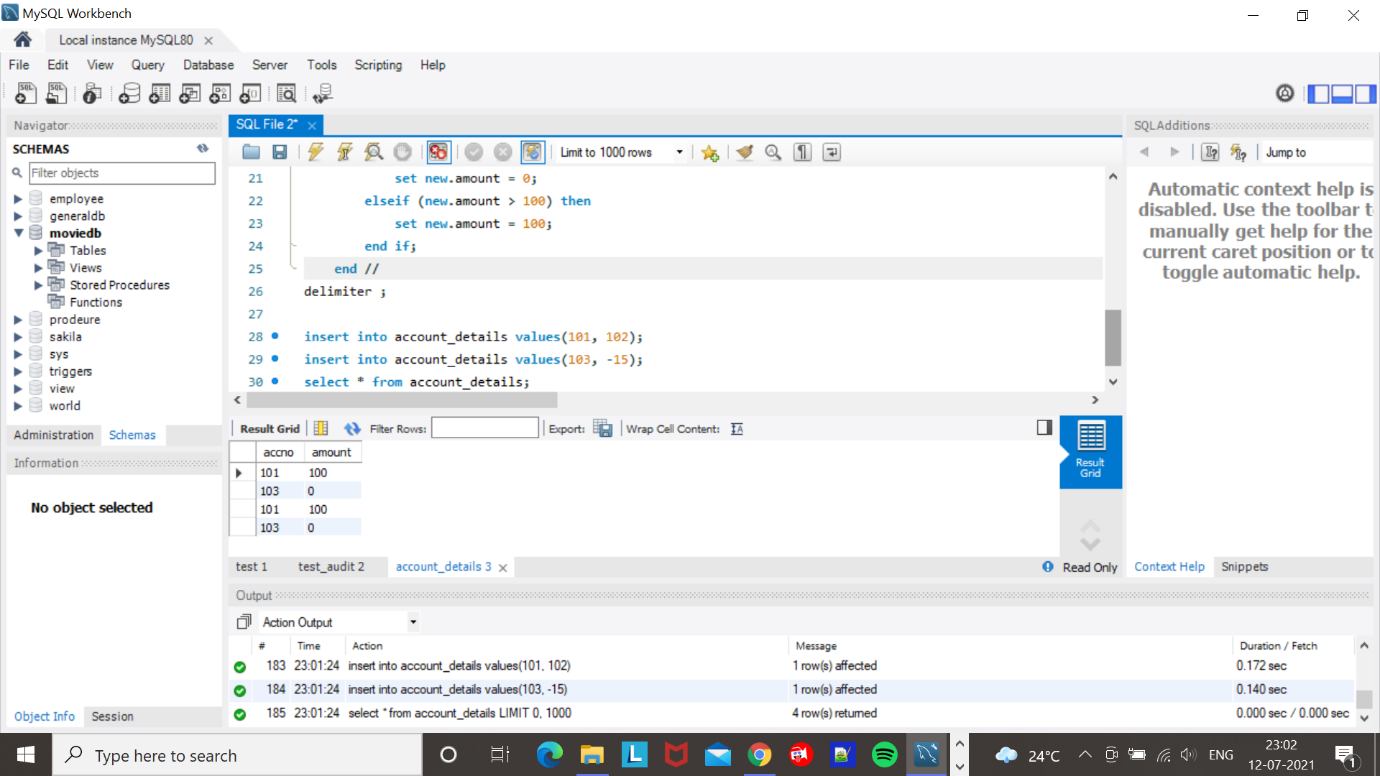 MySQL Workbench
Local instance MySQL80
File Edit View Query Database Server Tools Scripting Help
Navigator
SCHEMAS
Filter objects
employee
generaldb
moviedb
Tables
Views
Stored Procedures
Functions
prodeure
sakila
sys
triggers
view
world
Administration Schemas
Information
No object selected
Object Info Session
SQL File 2*
Limit to 1000 rows
21 set new.amount = 0;
22 elseif (new.amount > 100) then
23 set new.amount = 100;
24 end if;
25 end //
26 delimiter ;
27
28 insert into account_details values(101, 102);
29 insert into account_details values(103, -15);
30 select * from account_details;
Result Grid Filter Rows: Export: Wrap Cell Content:
accno amount
101 100
103 0
101 100
103 0
Result
Grid
test 1 test_audit 2 account_details 3 Read Only
SQLAdditions
Jump to
Automatic context help is
disabled. Use the toolbar t
manually get help for the
current caret position or to
toggle automatic help.
Context Help Snippets
Output
Action Output
# Time Action Message Duration / Fetch
183 23:01:24 insert into account_details values(101, 102) 1 row(s) affected 0.172 sec
184 23:01:24 insert into account_details values(103, -15) 1 row(s) affected 0.140 sec
185 23:01:24 select * from account_details LIMIT 0, 1000 4 row(s) returned 0.000 sec / 0.000 sec
Type here to search
24°C
ENG
23:02
12-07-2021
1